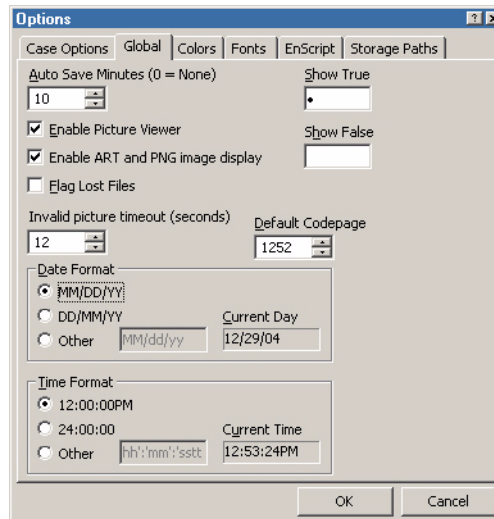 Options
Case Options Global Colors Fonts EnScript Storage Paths
Auto Save Minutes (0 = None)
Show True
10
•
Enable Picture Viewer
Show False
Enable ART and PNG image display
Flag Lost Files
Invalid picture timeout (seconds)
Default Codepage
12
1252
Date Format
MM/DD/YY
DD/MM/YY
Current Day
Other MM/dd/yy 12/29/04
Time Format
12:00:00PM
24:00:00
Current Time
Other hh':'mm':'sstt 12:53:24PM
OK Cancel